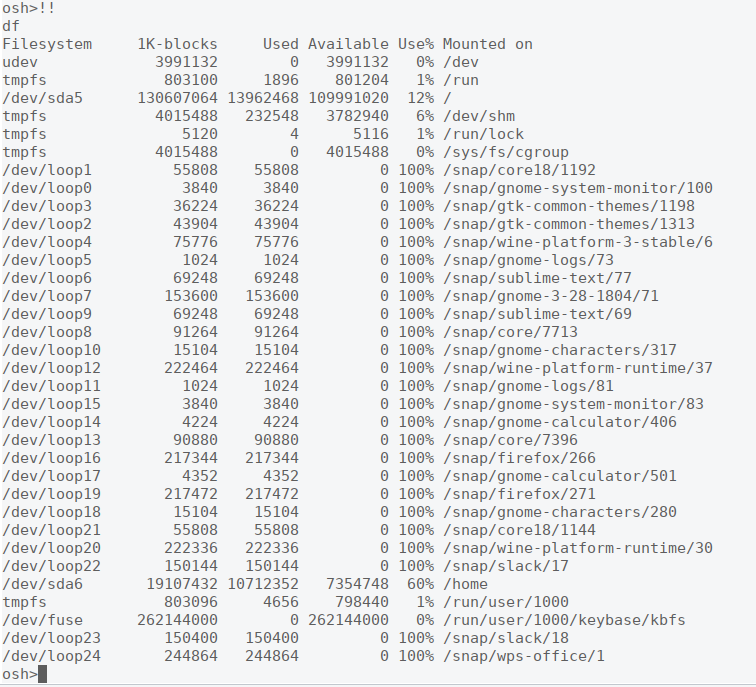 osh>!!
df
Filesystem     1K-blocks     Used Available Use% Mounted on
udev             3991132        0   3991132   0% /dev
tmpfs             803100     1896    801204   1% /run
/dev/sda5      130607064 13962468 109991020  12% /
tmpfs            4015488   232548   3782940   6% /dev/shm
tmpfs               5120        4      5116   1% /run/lock
tmpfs            4015488        0   4015488   0% /sys/fs/cgroup
/dev/loop1         55808    55808         0 100% /snap/core18/1192
/dev/loop0          3840     3840         0 100% /snap/gnome-system-monitor/100
/dev/loop3         36224    36224         0 100% /snap/gtk-common-themes/1198
/dev/loop2         43904    43904         0 100% /snap/gtk-common-themes/1313
/dev/loop4         75776    75776         0 100% /snap/wine-platform-3-stable/6
/dev/loop5          1024     1024         0 100% /snap/gnome-logs/73
/dev/loop6         69248    69248         0 100% /snap/sublime-text/77
/dev/loop7        153600   153600         0 100% /snap/gnome-3-28-1804/71
/dev/loop9         69248    69248         0 100% /snap/sublime-text/69
/dev/loop8         91264    91264         0 100% /snap/core/7713
/dev/loop10        15104    15104         0 100% /snap/gnome-characters/317
/dev/loop12       222464   222464         0 100% /snap/wine-platform-runtime/37
/dev/loop11         1024     1024         0 100% /snap/gnome-logs/81
/dev/loop15         3840     3840         0 100% /snap/gnome-system-monitor/83
/dev/loop14         4224     4224         0 100% /snap/gnome-calculator/406
/dev/loop13        90880    90880         0 100% /snap/core/7396
/dev/loop16       217344   217344         0 100% /snap/firefox/266
/dev/loop17         4352     4352         0 100% /snap/gnome-calculator/501
/dev/loop19       217472   217472         0 100% /snap/firefox/271
/dev/loop18        15104    15104         0 100% /snap/gnome-characters/280
/dev/loop21        55808    55808         0 100% /snap/core18/1144
/dev/loop20       222336   222336         0 100% /snap/wine-platform-runtime/30
/dev/loop22       150144   150144         0 100% /snap/slack/17
/dev/sda6       19107432 10712352   7354748  60% /home
tmpfs             803096     4656    798440   1% /run/user/1000
/dev/fuse      262144000        0 262144000   0% /run/user/1000/keybase/kbfs
/dev/loop23       150400   150400         0 100% /snap/slack/18
/dev/loop24       244864   244864         0 100% /snap/wps-office/1
osh>